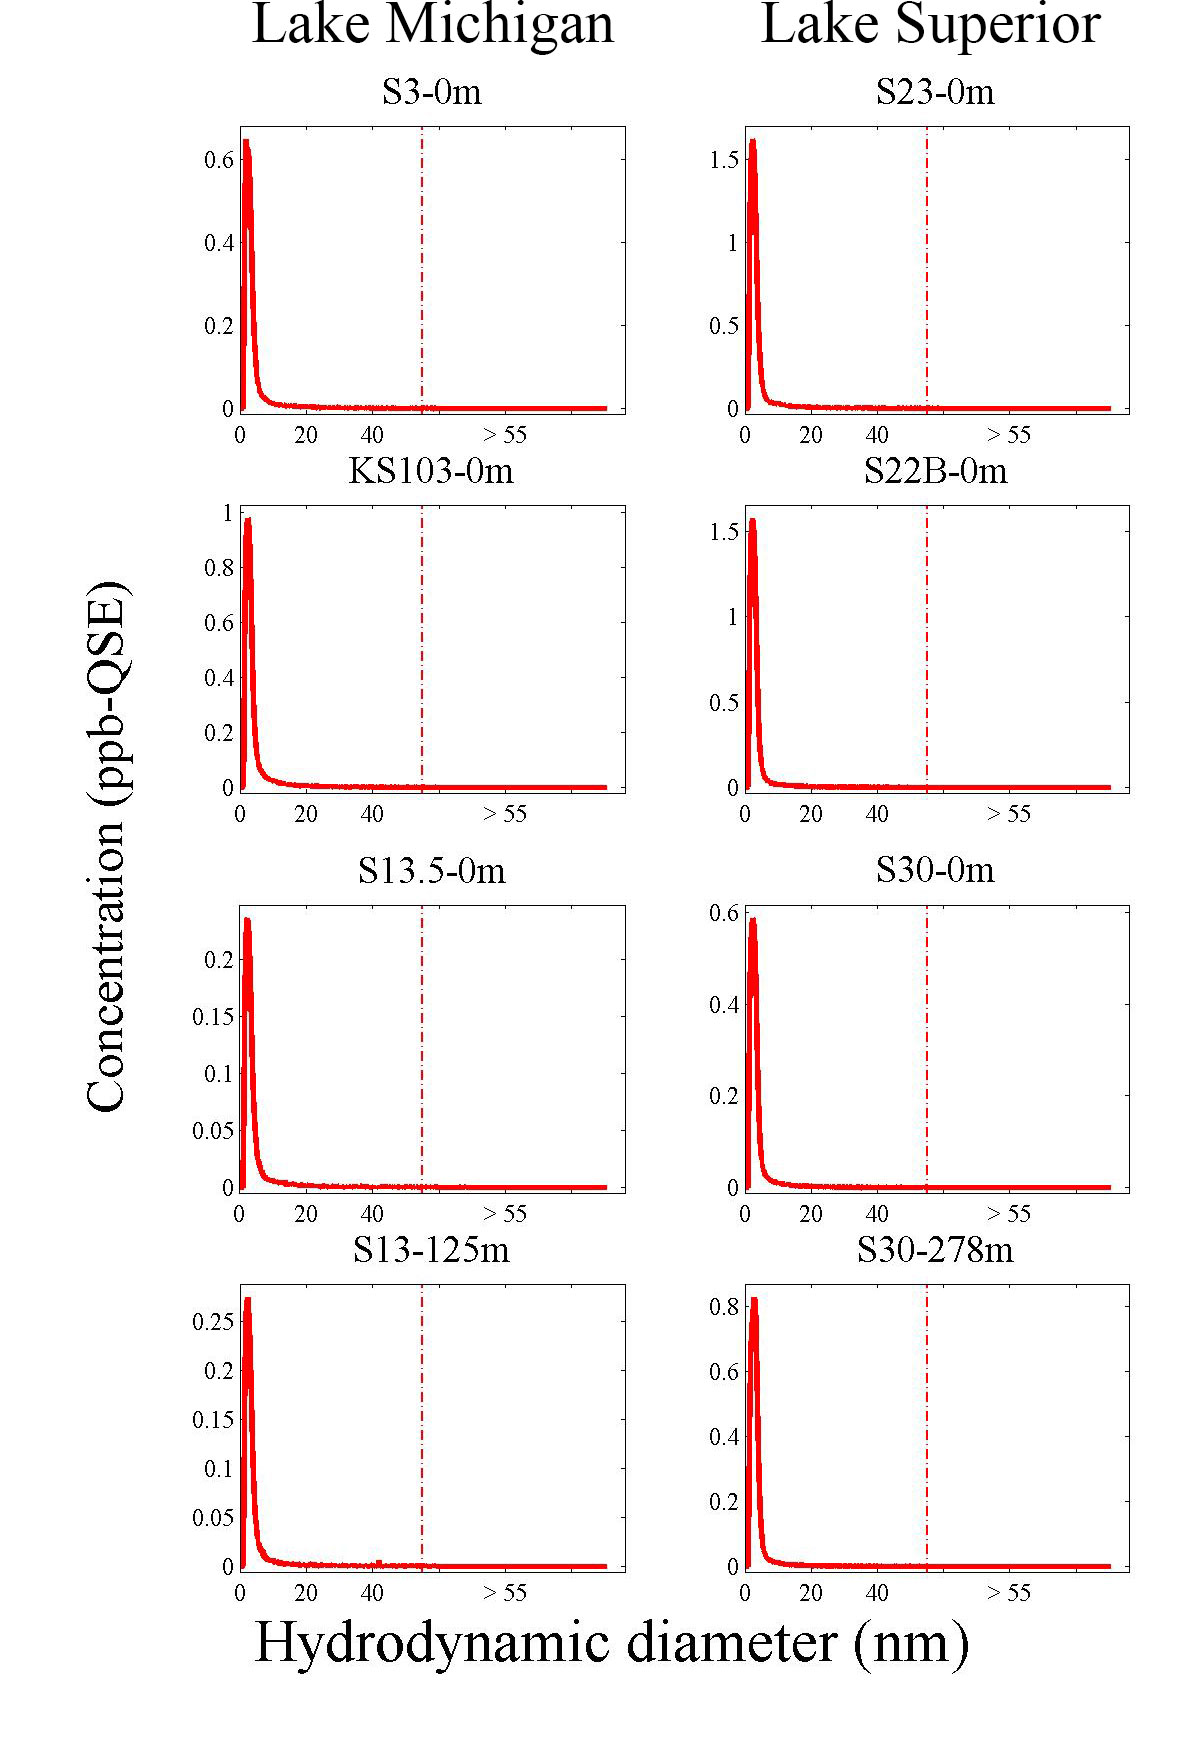 Lake Michigan Lake Superior
S3-0m S23-0m
0.6 1.5
0.4 1
0.2 0.5
0 0
0 20 40 > 55 0 20 40 > 55
KS103-0m S22B-0m
1
0.8 1.5
0.6 1
0.4 0.5
0.2
0 0
0 20 40 > 55 0 20 40 > 55
Concentration (ppb-QSE)
S13.5-0m S30-0m
0.2 0.6
0.15 0.4
0.1 0.2
0.05
0 0
0 20 40 > 55 0 20 40 > 55
S13-125m S30-278m
0.25 0.8
0.2 0.6
0.15 0.4
0.1 0.2
0.05
0 0
0 20 40 > 55 0 20 40 > 55
Hydrodynamic diameter (nm)